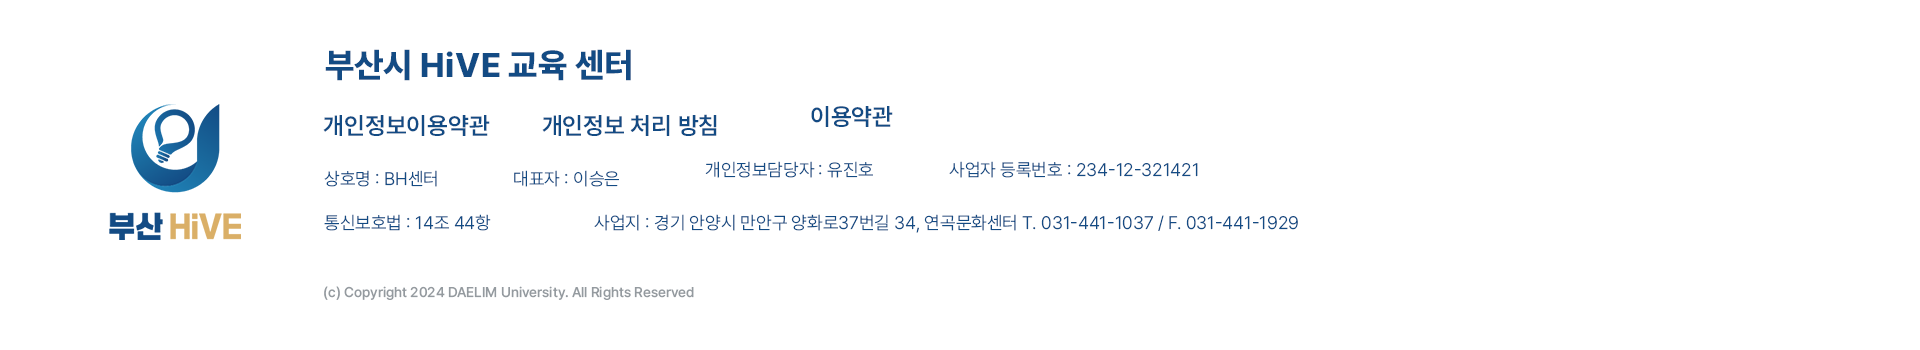 부산시 HiVE 교육 센터
개인정보이용약관 개인정보 처리 방침 이용약관
상호명 : BH센터 대표자 : 이승은 개인정보담당자 : 유진호 사업자 등록번호 : 234-12-321421
통신보호법 : 14조 44항 사업지 : 경기 안양시 만안구 양화로37번길 34, 연곡문화센터 T. 031-441-1037 / F. 031-441-1929
부산 HiVE
(c) Copyright 2024 DAELIM University. All Rights Reserved